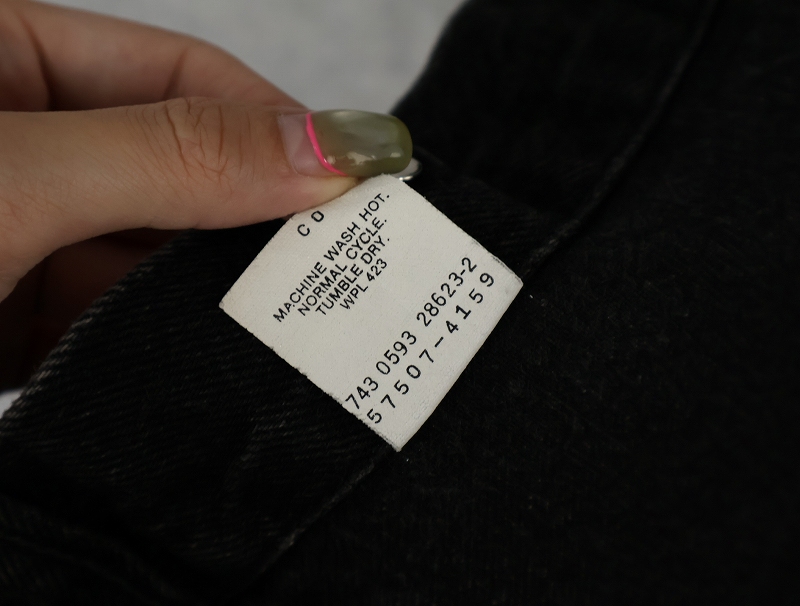 C O
MACHINE WASH HOT.
NORMAL CYCLE.
TUMBLE DRY.
WPL 423
743 0593 28623-2
57507-4159